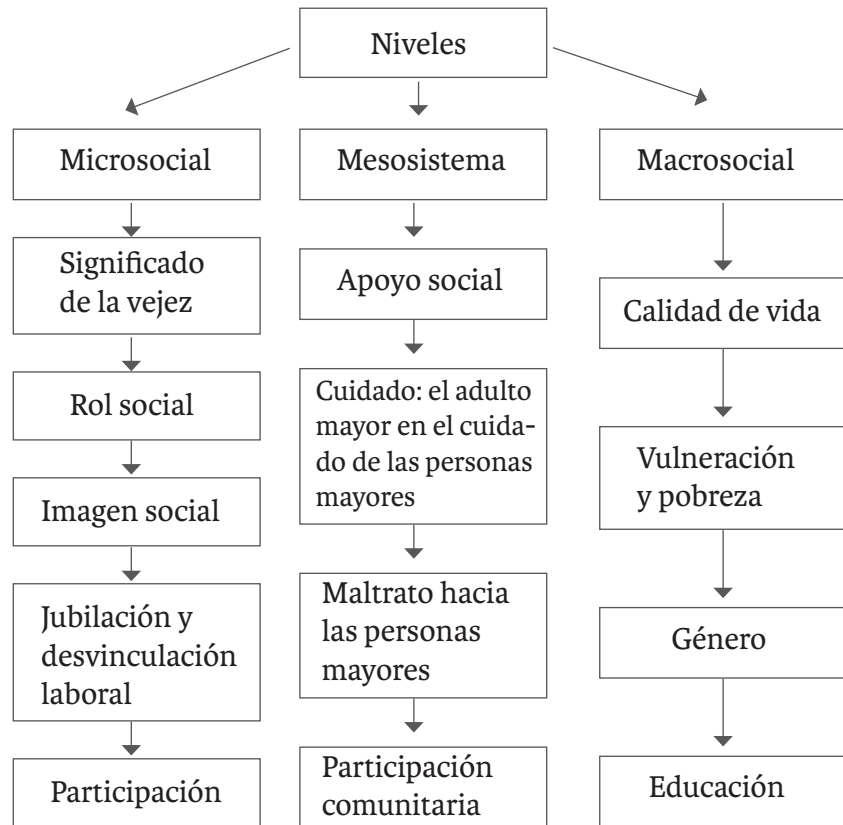 Niveles
Microsocial
Significado
de la vejez
Rol social
Imagen social
Jubilación y
desvinculación
laboral
Participación
Mesosistema
Apoyo social
Cuidado: el adulto
mayor en el cuida-
do de las personas
mayores
Maltrato hacia
las personas
mayores
Participación
comunitaria
Macrosocial
Calidad de vida
Vulneración
y pobreza
Género
Educación